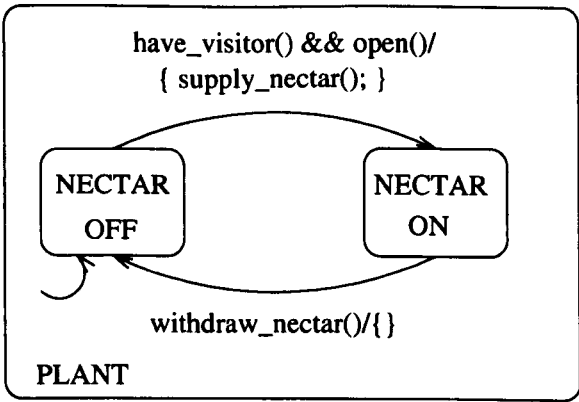 have_visitor() && open()/
{ supply_nectar(); }
NECTAR
OFF
NECTAR
ON
withdraw_nectar()/{ }
PLANT